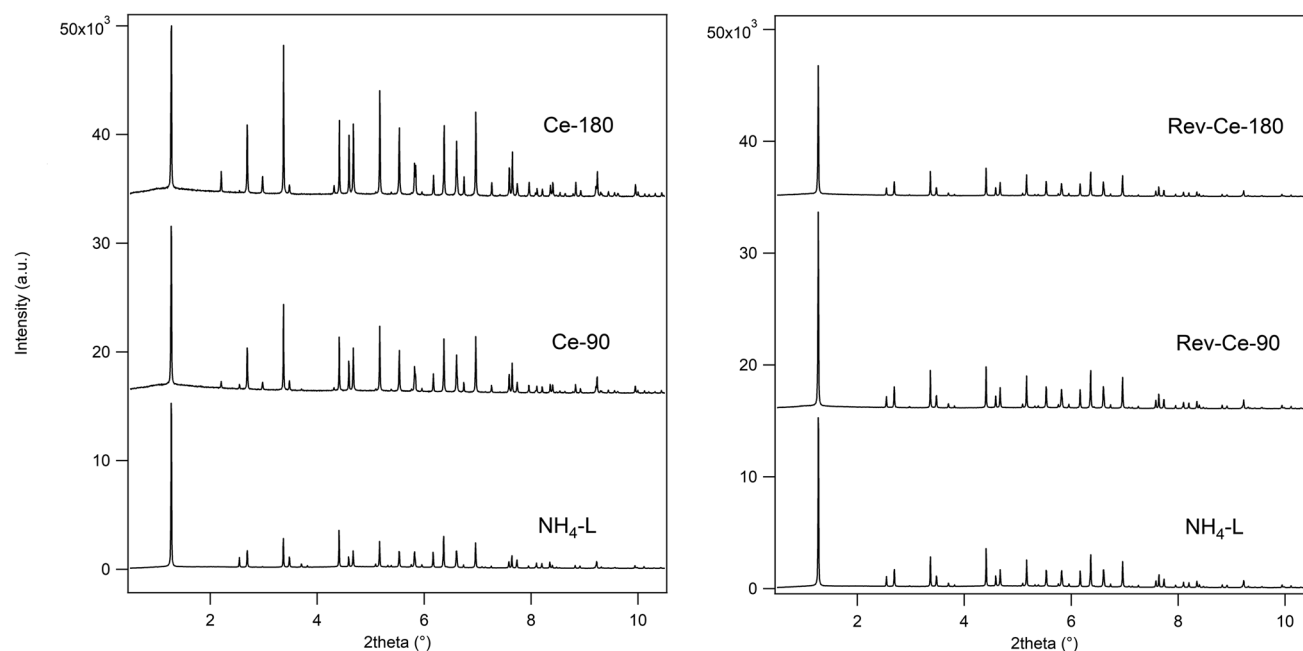 50x10³
40
30
20
10
0
Intensity (a.u.)
Ce-180
Ce-90
NH₄-L
2
4
6
8
10
2theta (°)
50x10³
40
30
20
10
0
Rev-Ce-180
Rev-Ce-90
NH₄-L
2
4
6
8
10
2theta (°)